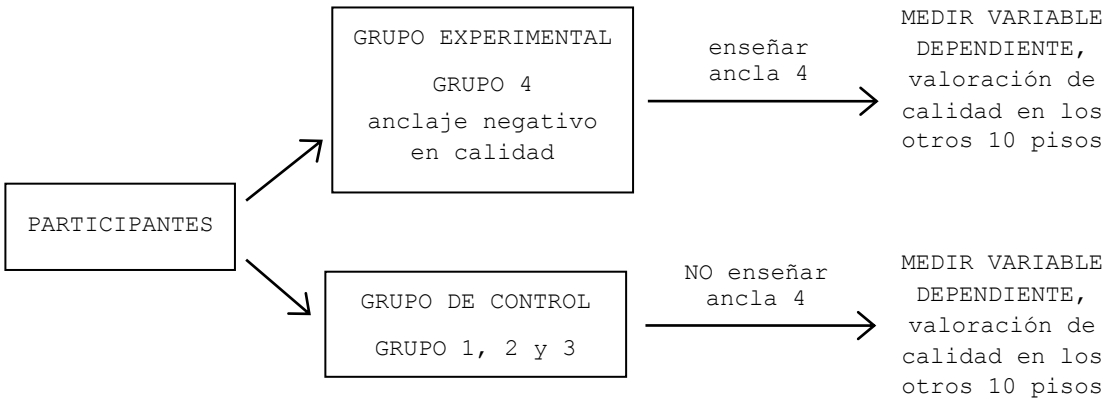 GRUPO EXPERIMENTAL
GRUPO 4
anclaje negativo
en calidad
enseñar
ancla 4
MEDIR VARIABLE
DEPENDIENTE,
valoración de
calidad en los
otros 10 pisos
PARTICIPANTES
GRUPO DE CONTROL
GRUPO 1, 2 y 3
NO enseñar
ancla 4
MEDIR VARIABLE
DEPENDIENTE,
valoración de
calidad en los
otros 10 pisos